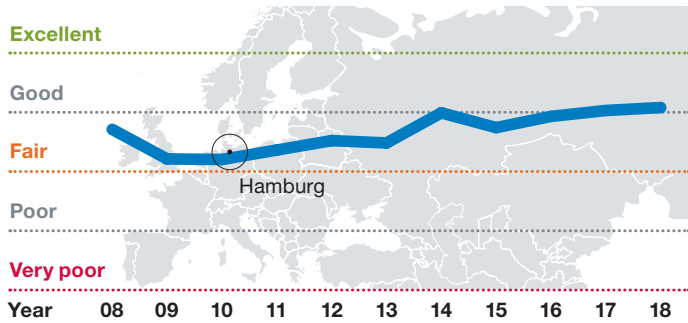 Excellent
Good
Fair
Hamburg
Poor
Very poor
Year 08 09 10 11 12 13 14 15 16 17 18